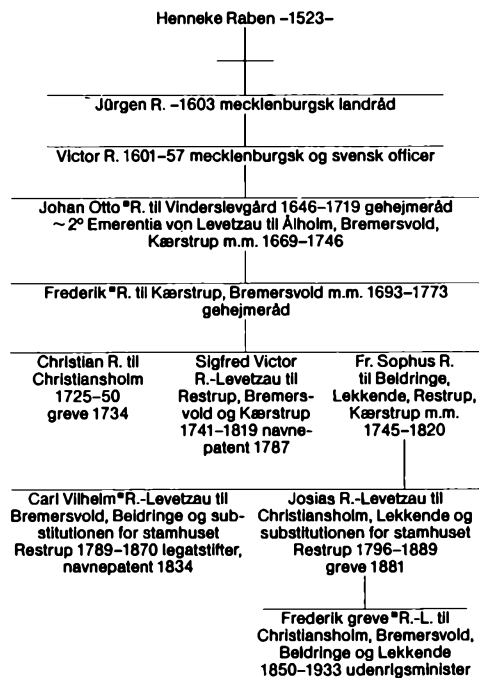 Henneke Raben –1523–
Jürgen R. –1603 mecklenburgsk landråd
Victor R. 1601–57 mecklenburgsk og svensk officer
Johan Otto *R. til Vinderslevgård 1646–1719 gehejmeråd
~ 2° Emerentia von Levetzau til Ålholm, Bremersvold,
Kærstrup m.m. 1669–1746
Frederik *R. til Kærstrup, Bremersvold m.m. 1693–1773
gehejmeråd
Christian R. til
Christiansholm
1725–50
greve 1734
Sigfred Victor
R.-Levetzau til
Restrup, Bremers-
vold og Kærstrup
1741–1819 navne-
patent 1787
Fr. Sophus R.
til Beldringe,
Lekkende, Restrup,
Kærstrup m.m.
1745–1820
Carl Vilhelm *R.-Levetzau til
Bremersvold, Beldringe og sub-
stitutionen for stamhuset
Restrup 1789–1870 legatstifter,
navnepatent 1834
Josias R.-Levetzau til
Christiansholm, Lekkende og
substitutionen for stamhuset
Restrup 1796–1889
greve 1881
Frederik greve *R.-L. til
Christiansholm, Bremersvold,
Beldringe og Lekkende
1850–1933 udenrigsminister